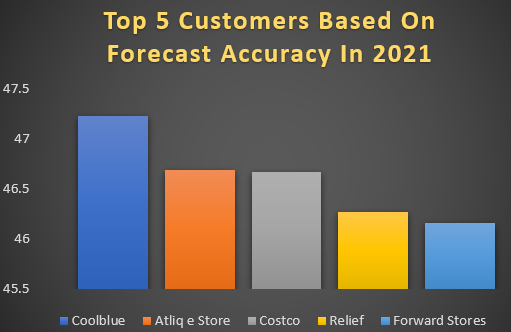 Top 5 Customers Based On
Forecast Accuracy In 2021
47.5
47
46.5
46
45.5
Coolblue Atliq e Store Costco Relief Forward Stores